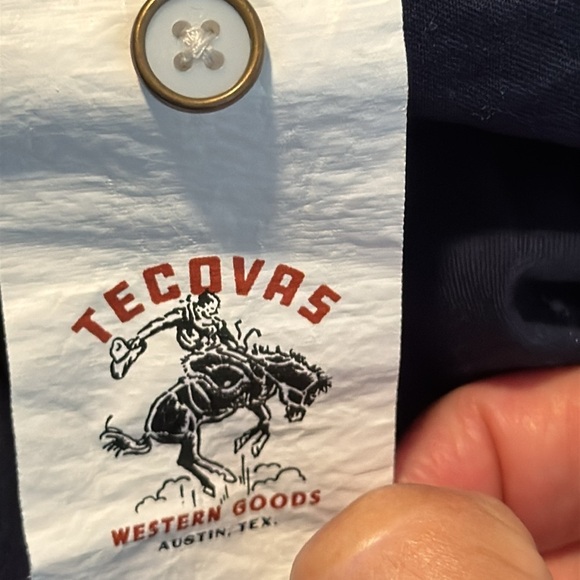 TECOVAS
WESTERN GOODS
AUSTIN, TEX.